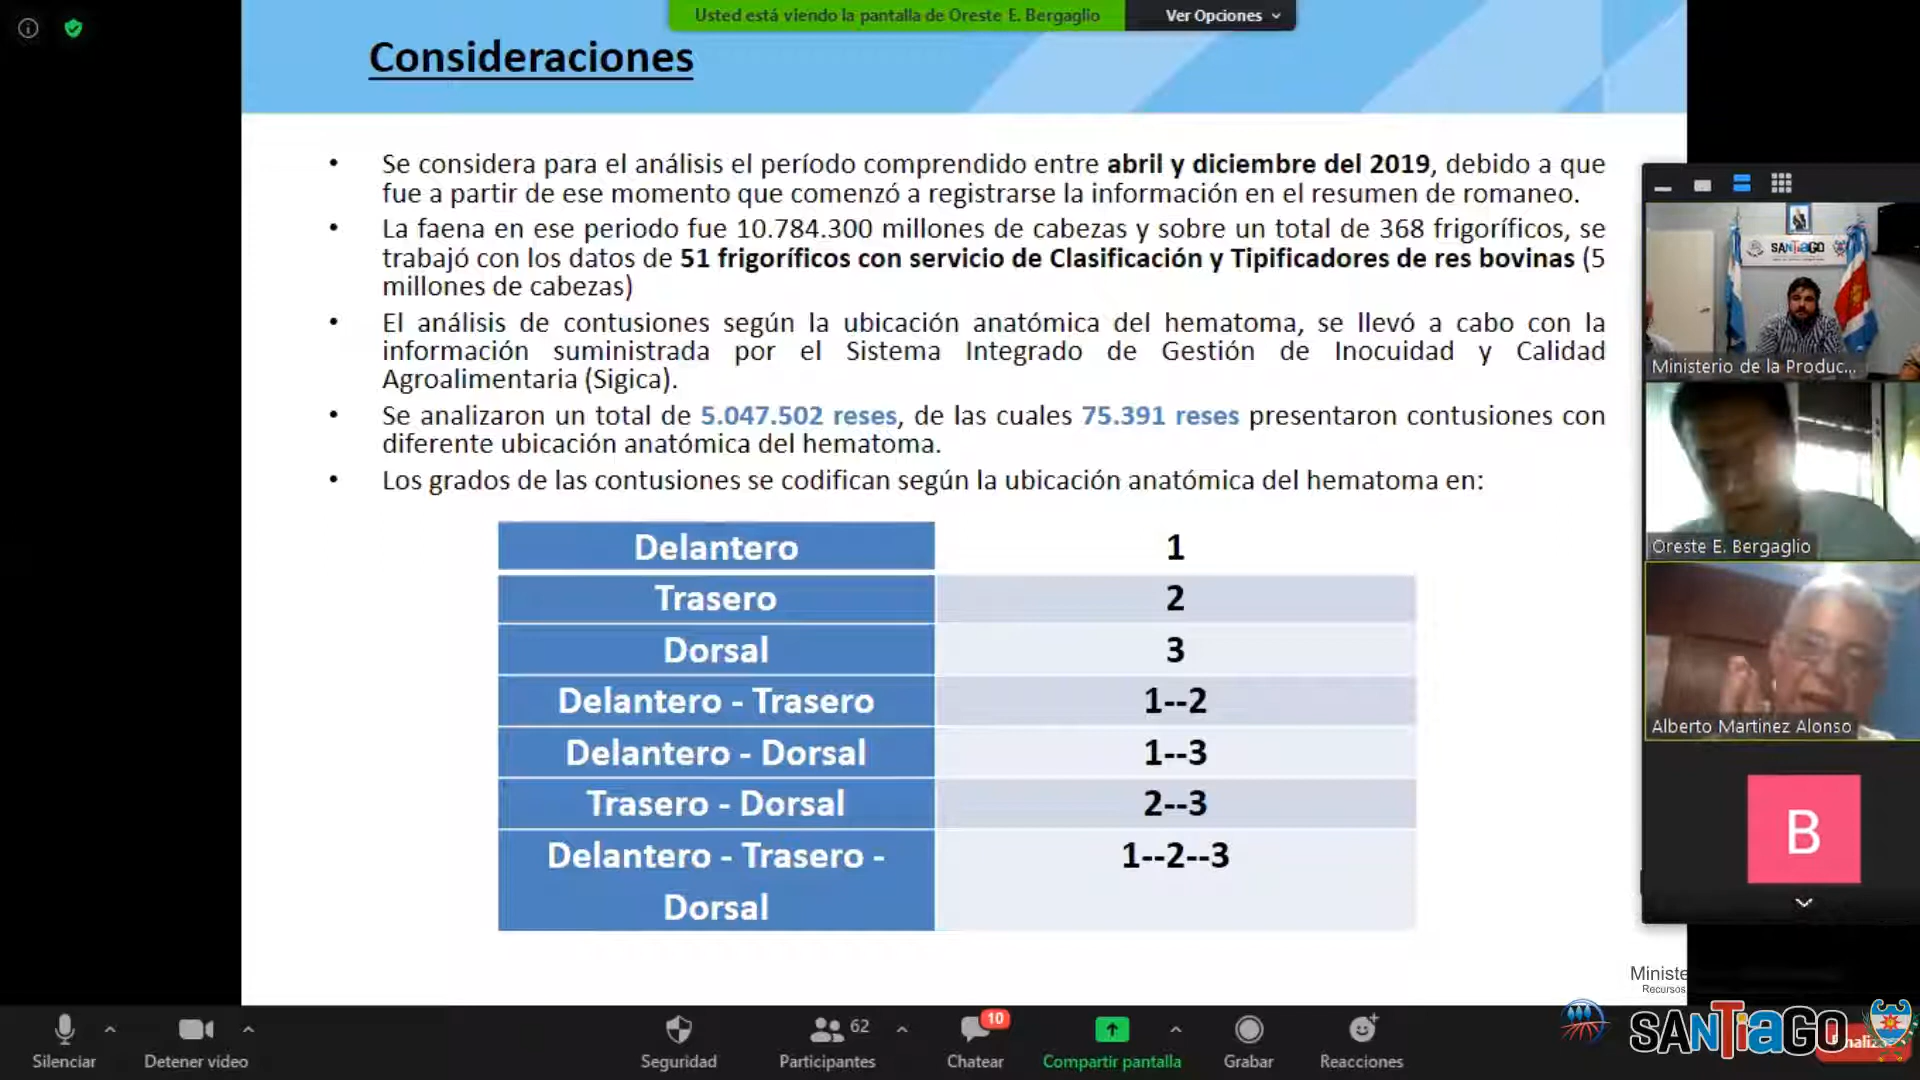 Usted está viendo la pantalla de Oreste E. Bergaglio
Ver Opciones
Consideraciones
• Se considera para el análisis el período comprendido entre abril y diciembre del 2019, debido a que
fue a partir de ese momento que comenzó a registrarse la información en el resumen de romaneo.
• La faena en ese periodo fue 10.784.300 millones de cabezas y sobre un total de 368 frigoríficos, se
trabajó con los datos de 51 frigoríficos con servicio de Clasificación y Tipificadores de res bovinas (5
millones de cabezas)
• El análisis de contusiones según la ubicación anatómica del hematoma, se llevó a cabo con la
información suministrada por el Sistema Integrado de Gestión de Inocuidad y Calidad
Agroalimentaria (Sigica).
• Se analizaron un total de 5.047.502 reses, de las cuales 75.391 reses presentaron contusiones con
diferente ubicación anatómica del hematoma.
• Los grados de las contusiones se codifican según la ubicación anatómica del hematoma en:
Delantero 1
Trasero 2
Dorsal 3
Delantero - Trasero 1--2
Delantero - Dorsal 1--3
Trasero - Dorsal 2--3
Delantero - Trasero - 1--2--3
Dorsal
SANTiAGO
Ministerio de la Produc...
Oreste E. Bergaglio
Alberto Martinez Alonso
B
Ministe
Recursos
SANTiAGO
Finaliza
Silenciar
Detener video
Seguridad
62
Participantes
10
Chatear
Compartir pantalla
Grabar
Reacciones